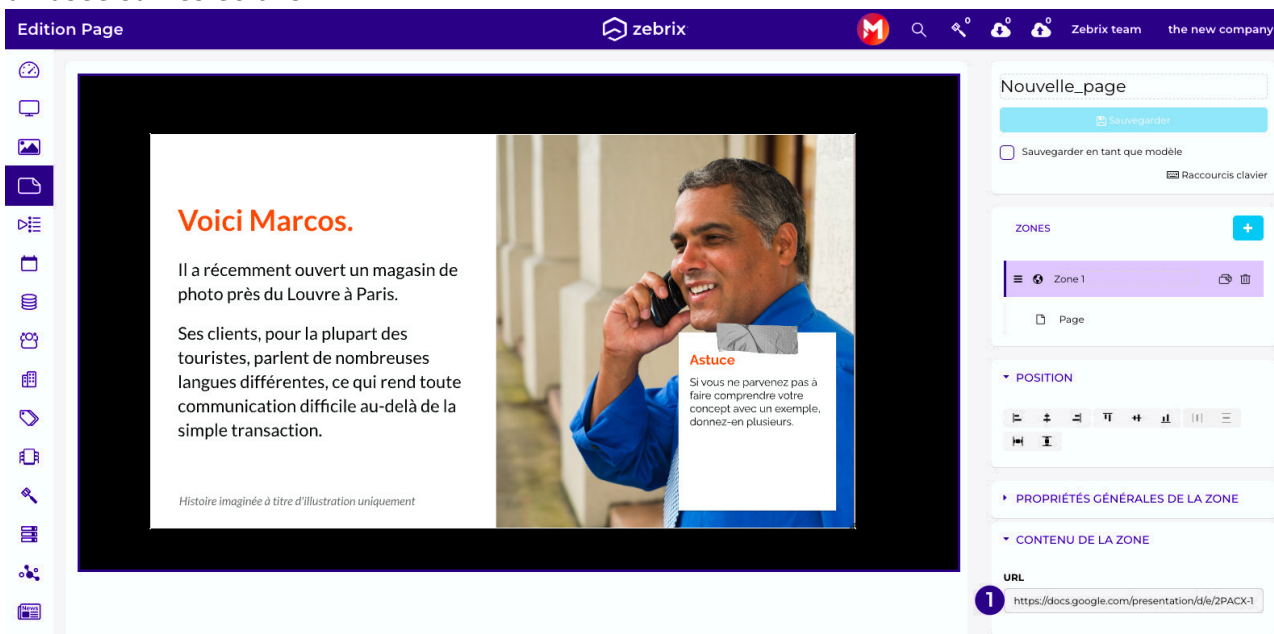 Edition Page
zebrix
M
0
0
0
Zebrix team
the new company
Nouvelle_page
Sauvegarder
Sauvegarder en tant que modèle
Raccourcis clavier
ZONES
+
Zone 1
Page
POSITION
PROPRIÉTÉS GÉNÉRALES DE LA ZONE
CONTENU DE LA ZONE
URL
1
https://docs.google.com/presentation/d/e/2PACX-1
Voici Marcos.
Il a récemment ouvert un magasin de
photo près du Louvre à Paris.
Ses clients, pour la plupart des
touristes, parlent de nombreuses
langues différentes, ce qui rend toute
communication difficile au-delà de la
simple transaction.
Histoire imaginée à titre d'illustration uniquement
Astuce
Si vous ne parvenez pas à
faire comprendre votre
concept avec un exemple,
donnez-en plusieurs.
News